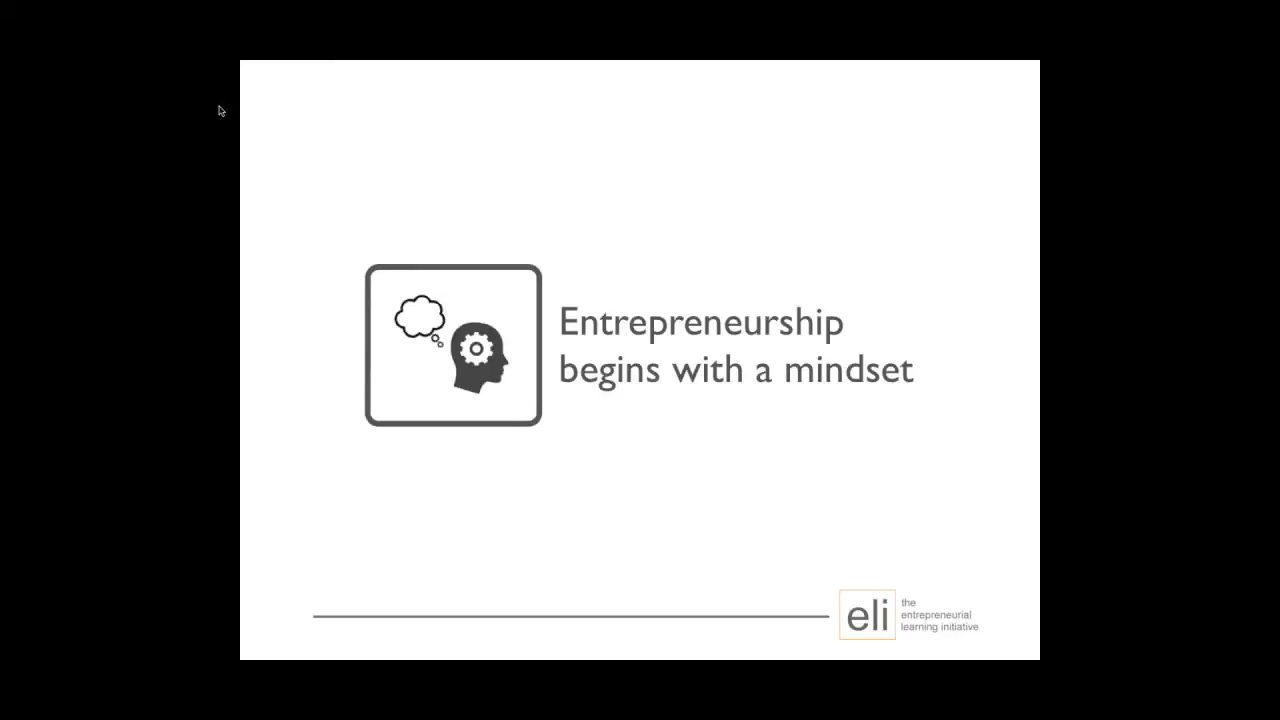 Entrepreneurship
begins with a mindset
eli
the
entrepreneurial
learning initiative